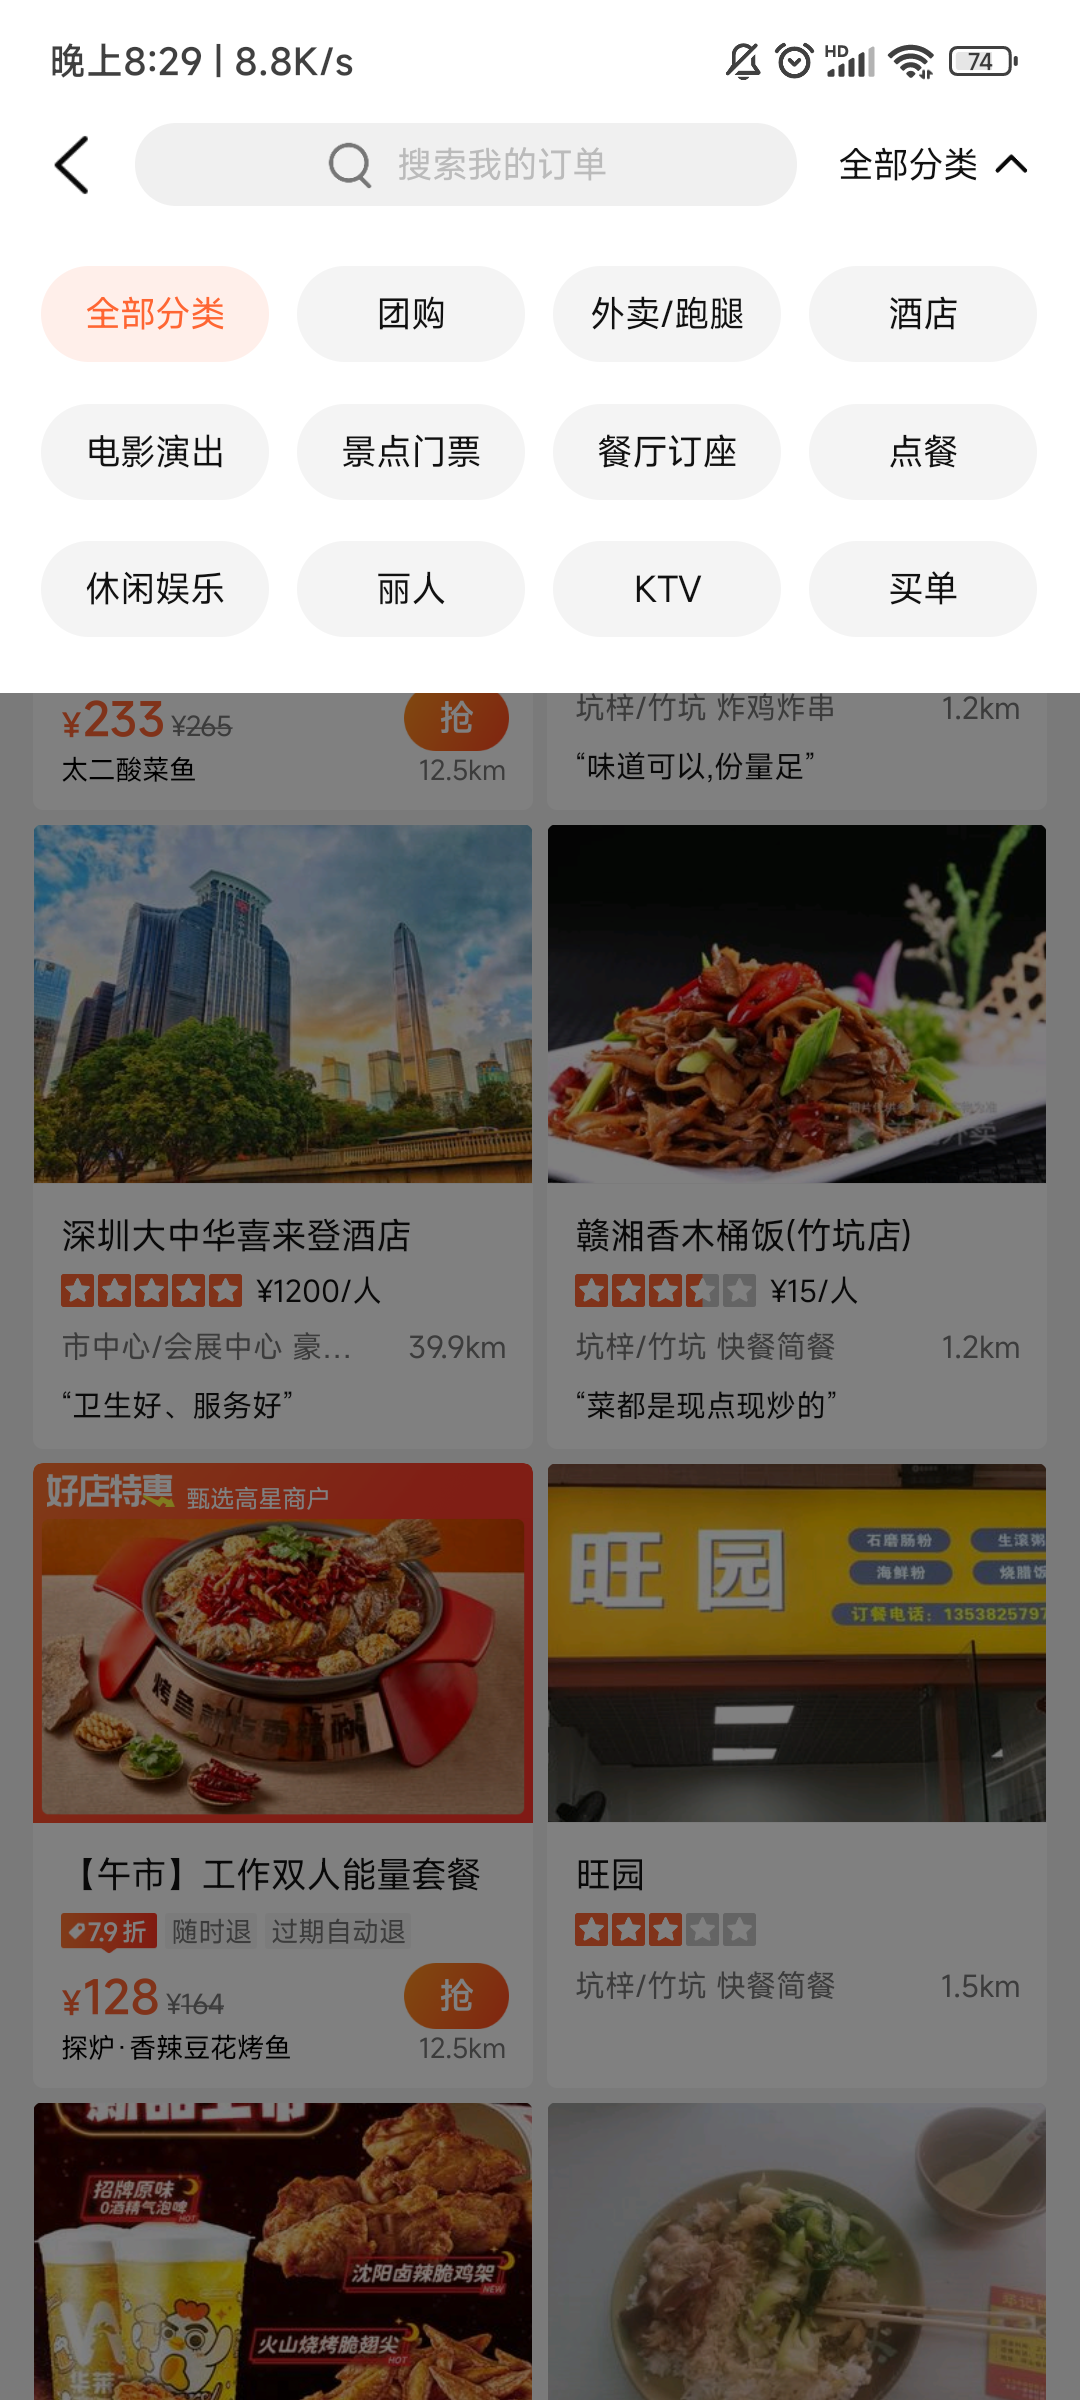 晚上8:29 | 8.8K/s
HD
74
搜索我的订单
全部分类
全部分类
团购
外卖/跑腿
酒店
电影演出
景点门票
餐厅订座
点餐
休闲娱乐
丽人
KTV
买单
¥233 ¥265
抢
太二酸菜鱼
12.5km
坑梓/竹坑 炸鸡炸串
1.2km
“味道可以,份量足”
深圳大中华喜来登酒店
¥1200/人
市中心/会展中心 豪...
39.9km
“卫生好、服务好”
赣湘香木桶饭(竹坑店)
¥15/人
坑梓/竹坑 快餐简餐
1.2km
“菜都是现点现炒的”
好店特惠 甄选高星商户
【午市】工作双人能量套餐
7.9 折
随时退
过期自动退
¥128 ¥164
抢
探炉·香辣豆花烤鱼
12.5km
旺园
石磨肠粉
生滚粥
海鲜粉
烧腊饭
订餐电话：1353825797
旺园
坑梓/竹坑 快餐简餐
1.5km
新品上市
招牌原味
0酒精气泡啤
HOT
沈阳卤辣脆鸡架
NEW
火山烧烤脆翅尖
HOT
华莱